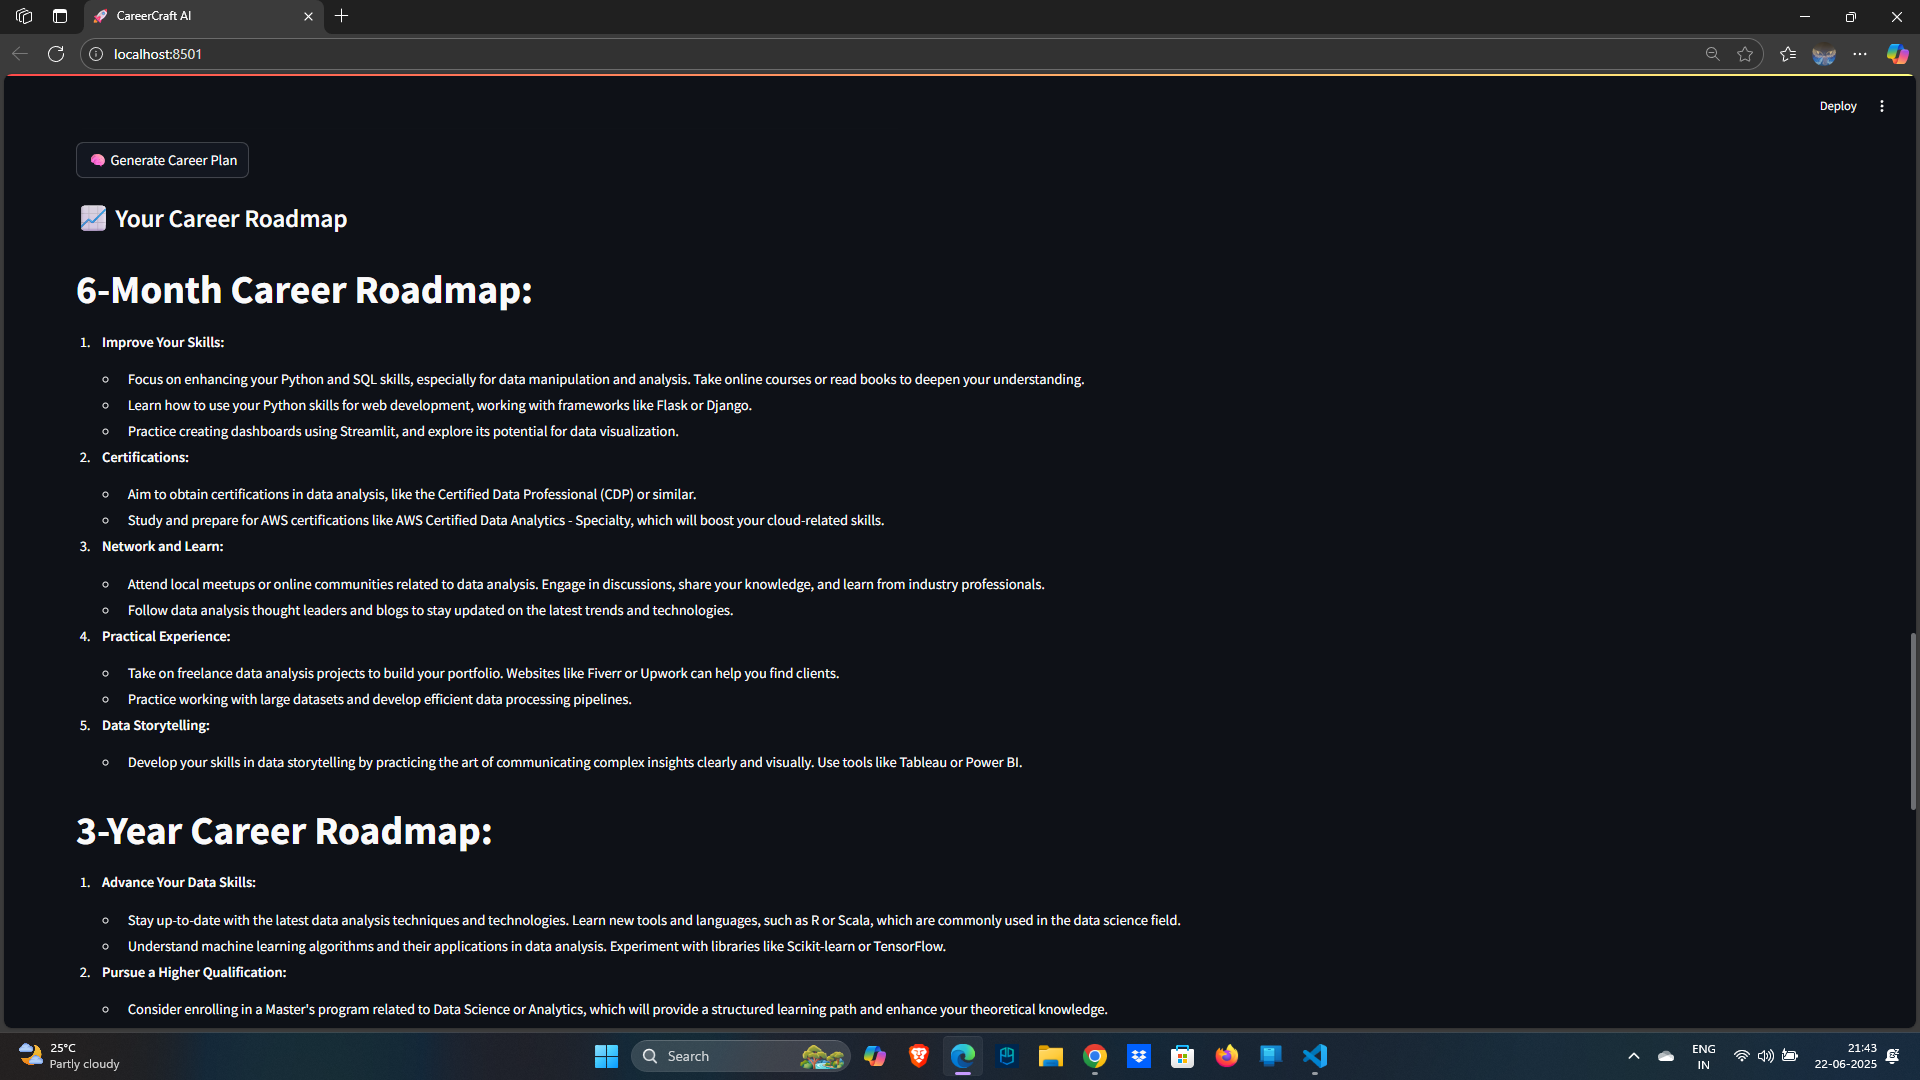 CareerCraft AI
localhost:8501
Deploy
Generate Career Plan
Your Career Roadmap
6-Month Career Roadmap:
1. Improve Your Skills:
Focus on enhancing your Python and SQL skills, especially for data manipulation and analysis. Take online courses or read books to deepen your understanding.
Learn how to use your Python skills for web development, working with frameworks like Flask or Django.
Practice creating dashboards using Streamlit, and explore its potential for data visualization.
2. Certifications:
Aim to obtain certifications in data analysis, like the Certified Data Professional (CDP) or similar.
Study and prepare for AWS certifications like AWS Certified Data Analytics - Specialty, which will boost your cloud-related skills.
3. Network and Learn:
Attend local meetups or online communities related to data analysis. Engage in discussions, share your knowledge, and learn from industry professionals.
Follow data analysis thought leaders and blogs to stay updated on the latest trends and technologies.
4. Practical Experience:
Take on freelance data analysis projects to build your portfolio. Websites like Fiverr or Upwork can help you find clients.
Practice working with large datasets and develop efficient data processing pipelines.
5. Data Storytelling:
Develop your skills in data storytelling by practicing the art of communicating complex insights clearly and visually. Use tools like Tableau or Power BI.
3-Year Career Roadmap:
1. Advance Your Data Skills:
Stay up-to-date with the latest data analysis techniques and technologies. Learn new tools and languages, such as R or Scala, which are commonly used in the data science field.
Understand machine learning algorithms and their applications in data analysis. Experiment with libraries like Scikit-learn or TensorFlow.
2. Pursue a Higher Qualification:
Consider enrolling in a Master's program related to Data Science or Analytics, which will provide a structured learning path and enhance your theoretical knowledge.
25°C
Partly cloudy
Search
ENG
IN
21:43
22-06-2025